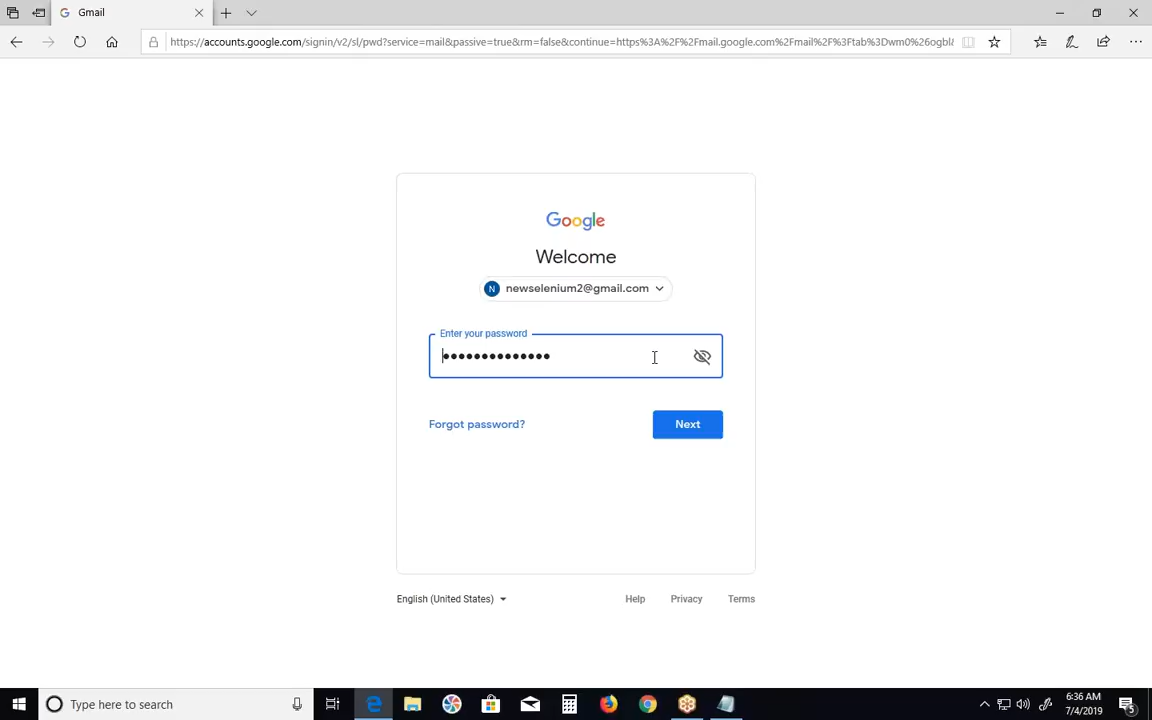 Gmail
https://accounts.google.com/signin/v2/sl/pwd?service=mail&passive=true&rm=false&continue=https%3A%2F%2Fmail.google.com%2Fmail%2F%3Ftab%3Dwm0%26ogbl&
Google
Welcome
N newselenium2@gmail.com
Enter your password
••••••••••••••
Forgot password?
Next
English (United States)
Help
Privacy
Terms
Type here to search
6:36 AM
7/4/2019
5